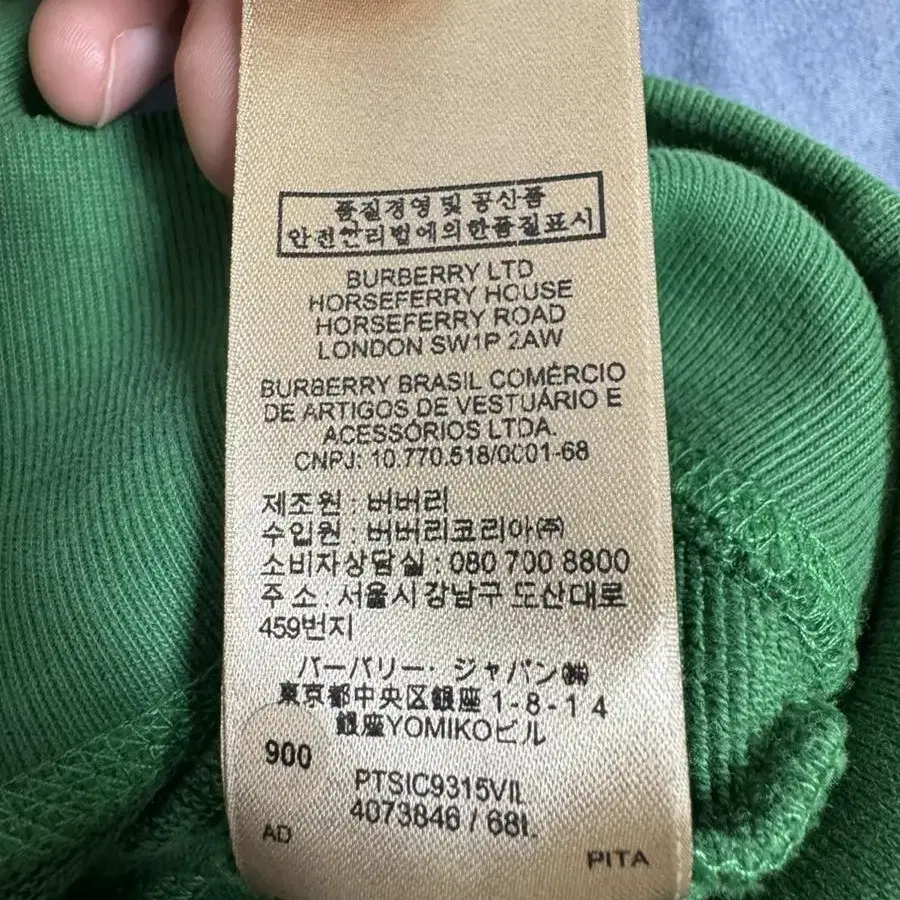 품질경영 및 공산품
안전관리법에의한품질표시
BURBERRY LTD
HORSEFERRY HOUSE
HORSEFERRY ROAD
LONDON SW1P 2AW
BURBERRY BRASIL COMÉRCIO
DE ARTIGOS DE VESTUÁRIO E
ACESSÓRIOS LTDA.
CNPJ: 10.770.518/0001-68
제조원 : 버버리
수입원 : 버버리코리아㈜
소비자상담실 : 080 700 8800
주 소 : 서울시 강남구 도산대로
459번지
バーバリー・ジャパン㈱
東京都中央区銀座 1-8-14
銀座YOMIKOビル
900
PTSIC9315VIL
4073846 / 68L
AD
PITA